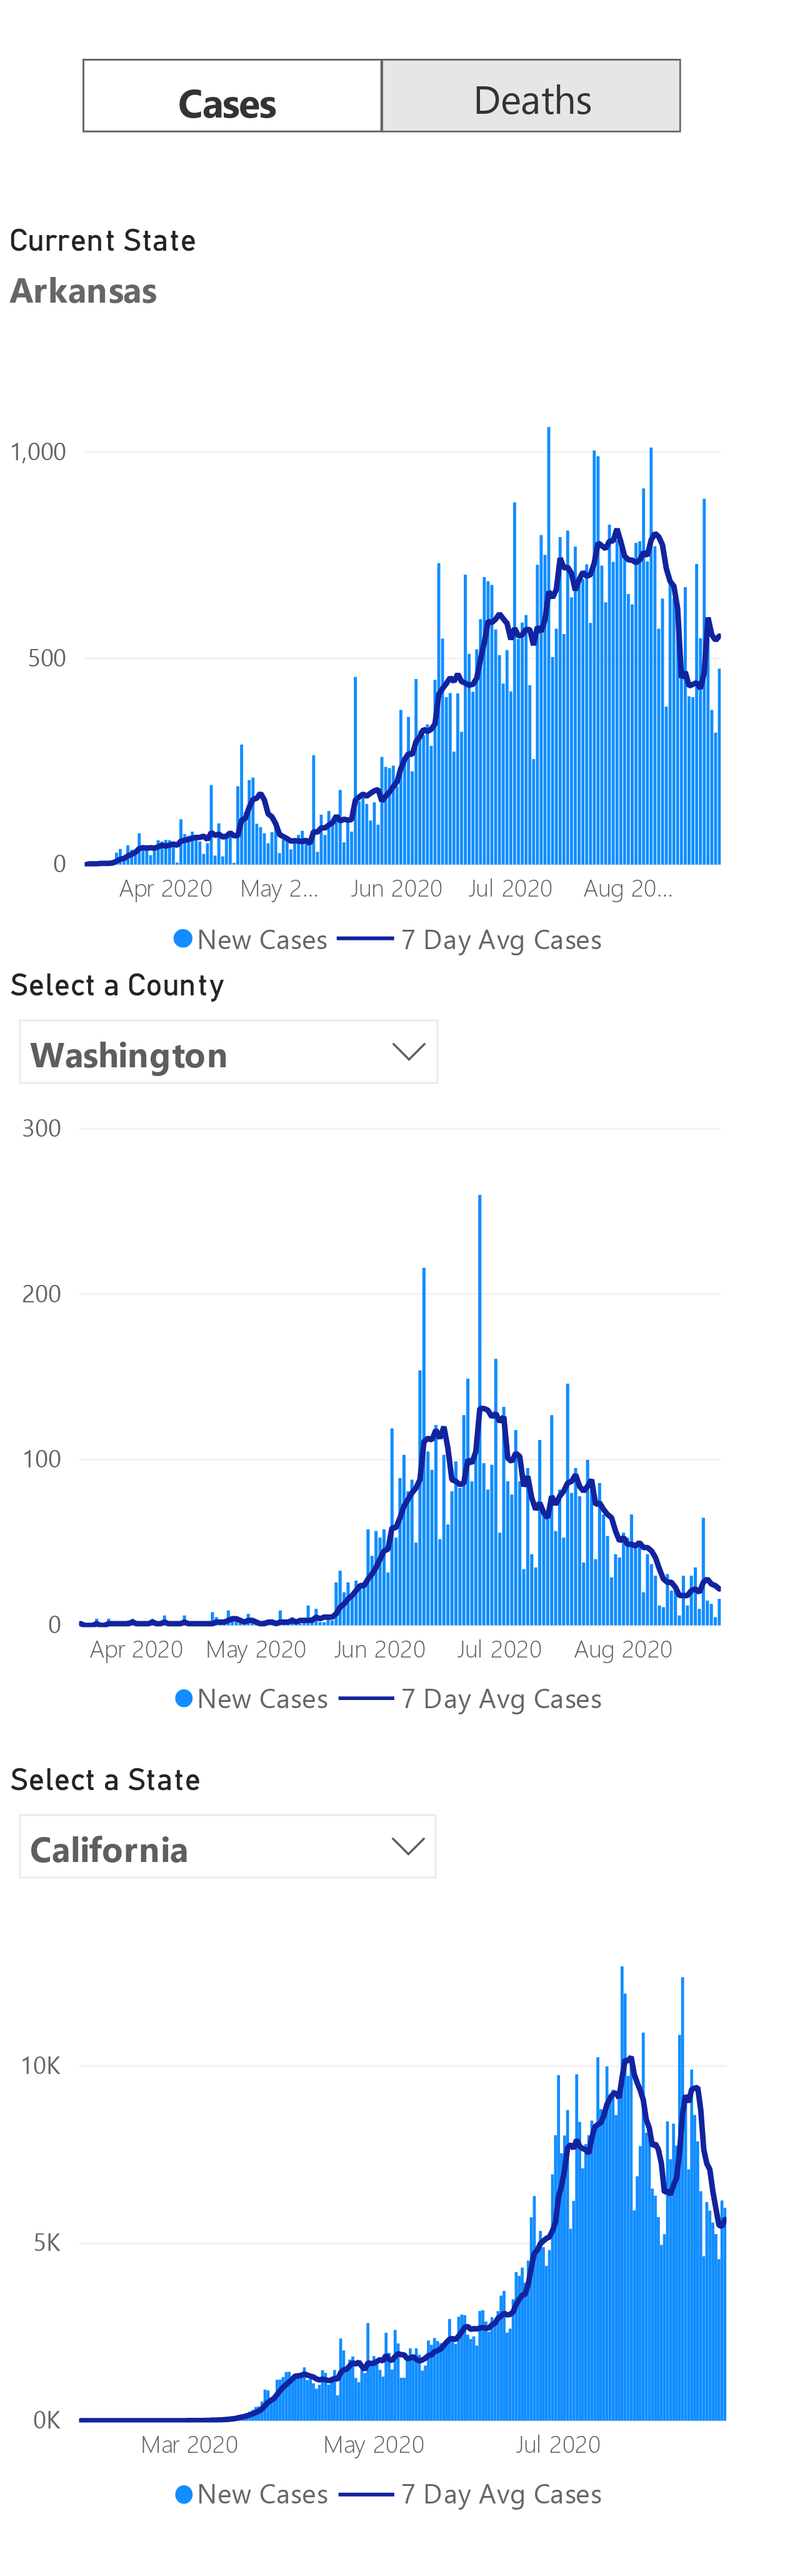 Cases Deaths
Current State
Arkansas
1,000
500
0
Apr 2020 May 2... Jun 2020 Jul 2020 Aug 20...
New Cases 7 Day Avg Cases
Select a County
Washington
300
200
100
0
Apr 2020 May 2020 Jun 2020 Jul 2020 Aug 2020
New Cases 7 Day Avg Cases
Select a State
California
10K
5K
0K
Mar 2020 May 2020 Jul 2020
New Cases 7 Day Avg Cases